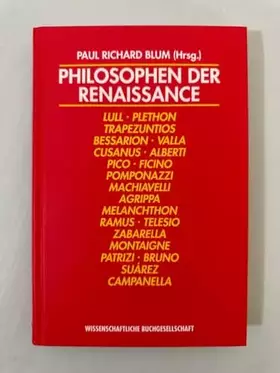 PAUL RICHARD BLUM (Hrsg.)
PHILOSOPHEN DER
RENAISSANCE
LULL · PLETHON
TRAPEZUNTIOS
BESSARION · VALLA
CUSANUS · ALBERTI
PICO · FICINO
POMPONAZZI
MACHIAVELLI
AGRIPPA
MELANCHTHON
RAMUS · TELESIO
ZABARELLA
MONTAIGNE
PATRIZI · BRUNO
SUÁREZ
CAMPANELLA
WISSENSCHAFTLICHE BUCHGESELLSCHAFT